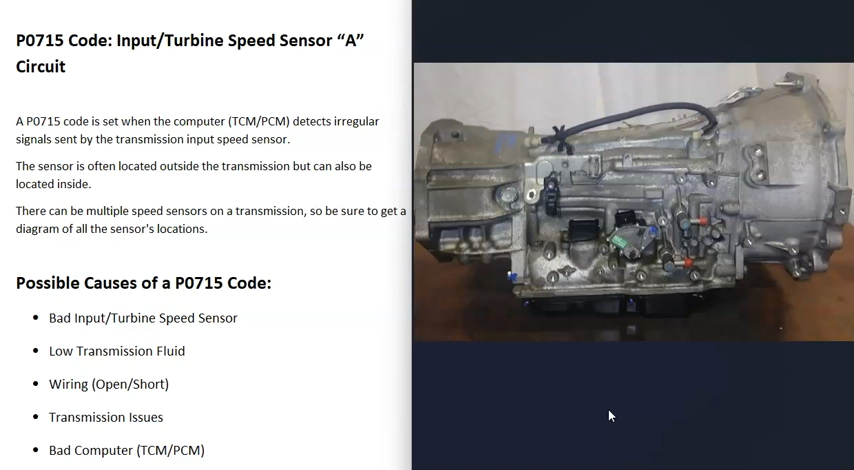 P0715 Code: Input/Turbine Speed Sensor “A”
Circuit
A P0715 code is set when the computer (TCM/PCM) detects irregular
signals sent by the transmission input speed sensor.
The sensor is often located outside the transmission but can also be
located inside.
There can be multiple speed sensors on a transmission, so be sure to get a
diagram of all the sensor's locations.
Possible Causes of a P0715 Code:
• Bad Input/Turbine Speed Sensor
• Low Transmission Fluid
• Wiring (Open/Short)
• Transmission Issues
• Bad Computer (TCM/PCM)